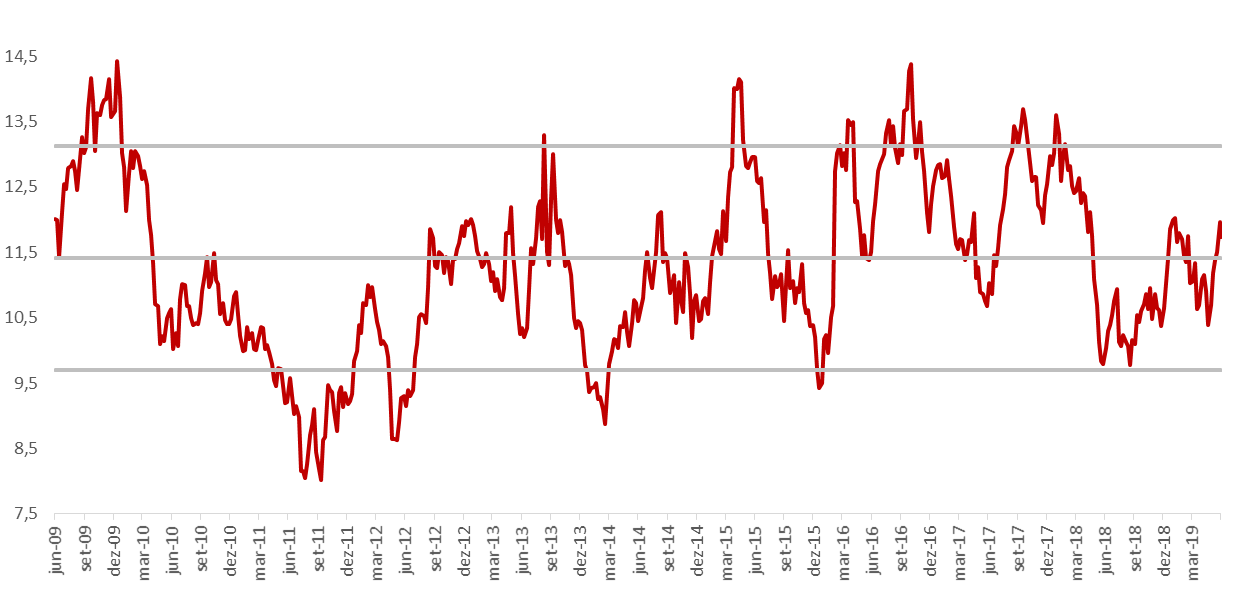 14,5
13,5
12,5
11,5
10,5
9,5
8,5
7,5
jun-09
set-09
dez-09
mar-10
jun-10
set-10
dez-10
mar-11
jun-11
set-11
dez-11
mar-12
jun-12
set-12
dez-12
mar-13
jun-13
set-13
dez-13
mar-14
jun-14
set-14
dez-14
mar-15
jun-15
set-15
dez-15
mar-16
jun-16
set-16
dez-16
mar-17
jun-17
set-17
dez-17
mar-18
jun-18
set-18
dez-18
mar-19